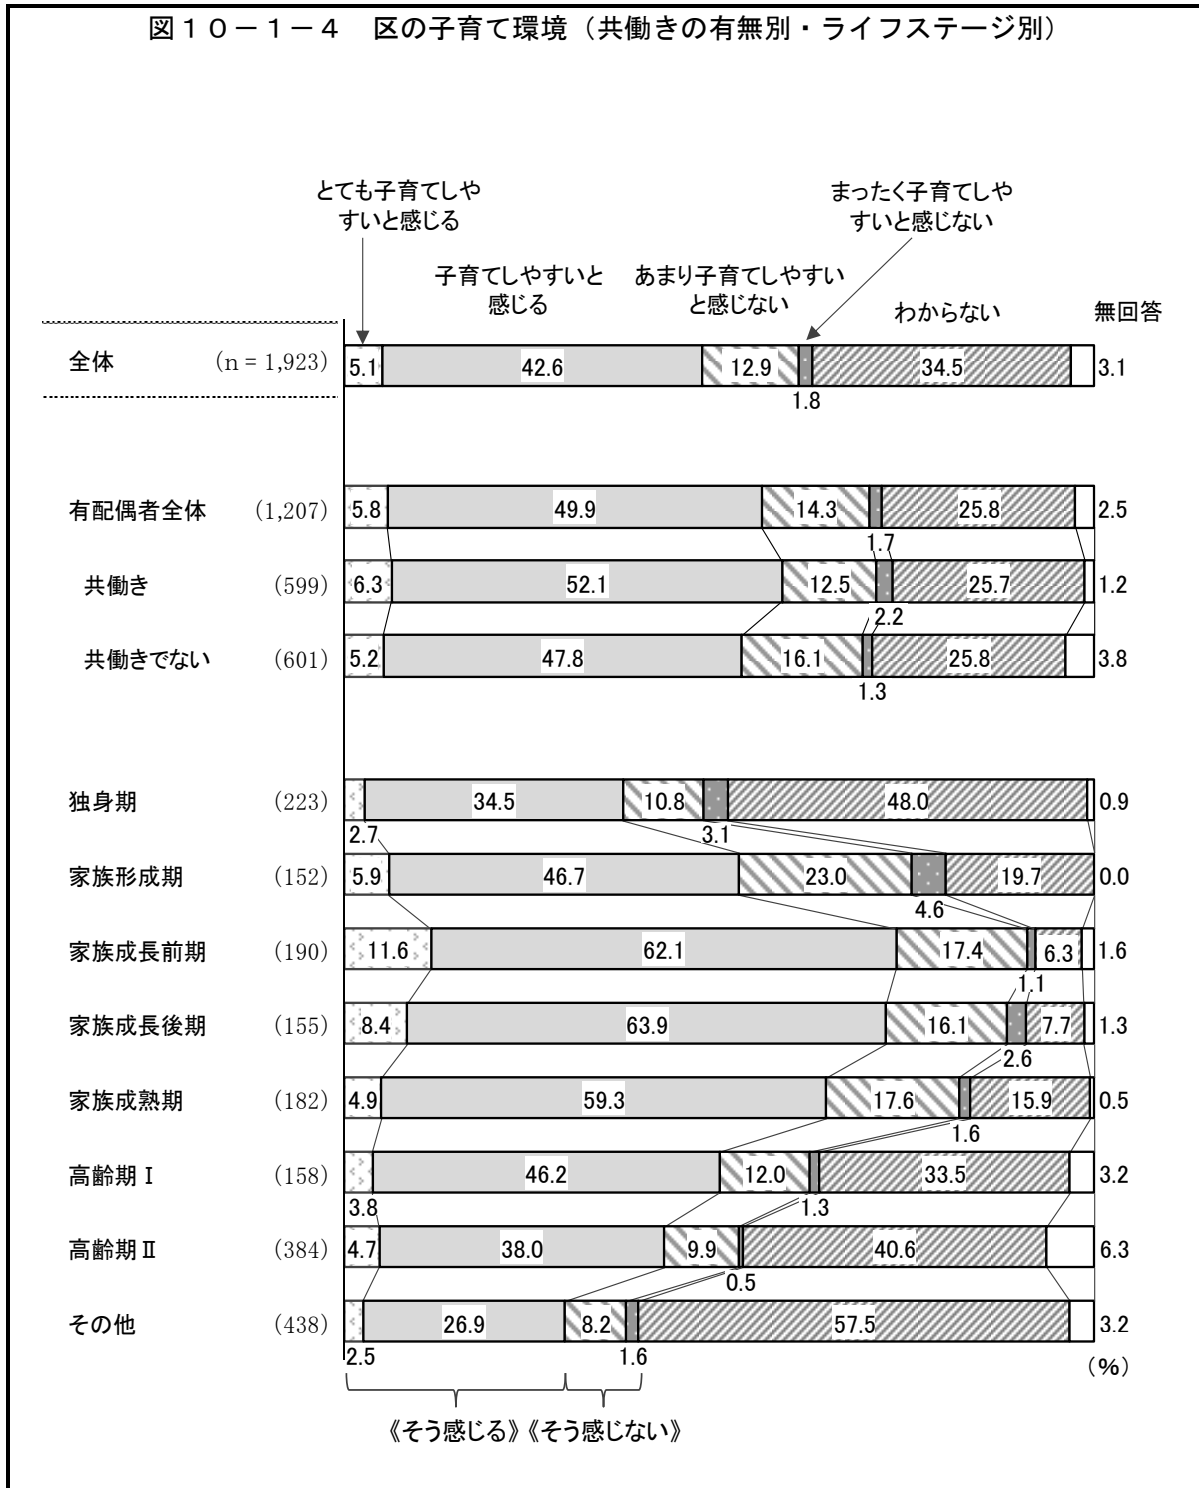 図10-1-4 区の子育て環境（共働きの有無別・ライフステージ別）
とても子育てしや
すいと感じる
まったく子育てしや
すいと感じない
子育てしやすいと
感じる
あまり子育てしやすい
と感じない
わからない
無回答
全体 (n = 1,923) 5.1 42.6 12.9 34.5 3.1
1.8
有配偶者全体 (1,207) 5.8 49.9 14.3 25.8 2.5
1.7
共働き (599) 6.3 52.1 12.5 25.7 1.2
2.2
共働きでない (601) 5.2 47.8 16.1 25.8 3.8
1.3
独身期 (223) 34.5 10.8 48.0 0.9
2.7 3.1
家族形成期 (152) 5.9 46.7 23.0 19.7 0.0
4.6
家族成長前期 (190) 11.6 62.1 17.4 6.3 1.6
1.1
家族成長後期 (155) 8.4 63.9 16.1 7.7 1.3
2.6
家族成熟期 (182) 4.9 59.3 17.6 15.9 0.5
1.6
高齢期Ⅰ (158) 46.2 12.0 33.5 3.2
3.8 1.3
高齢期Ⅱ (384) 4.7 38.0 9.9 40.6 6.3
0.5
その他 (438) 26.9 8.2 57.5 3.2
2.5 1.6
(%)
《そう感じる》《そう感じない》